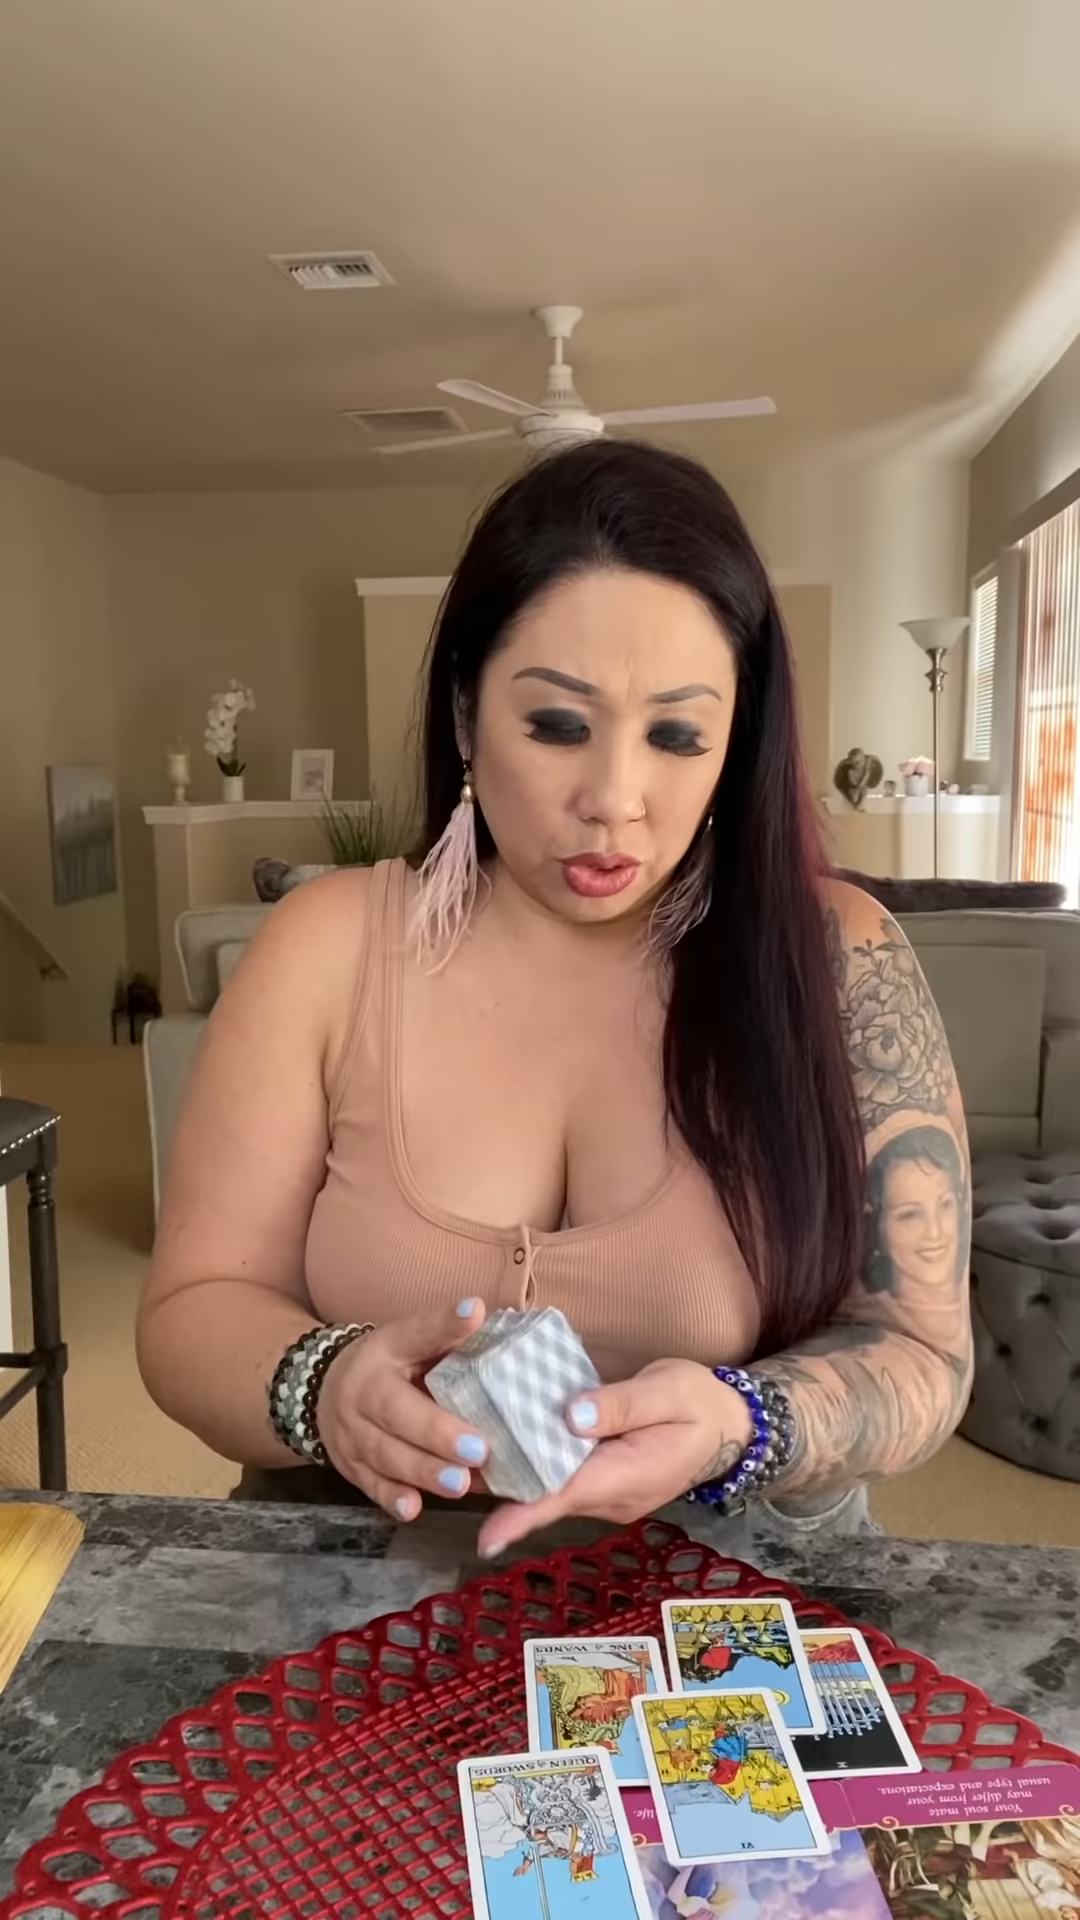 KING of WANDS
X
QUEEN of SWORDS
VI
life.
Your soul mate
may differ from your
usual type and expectations.